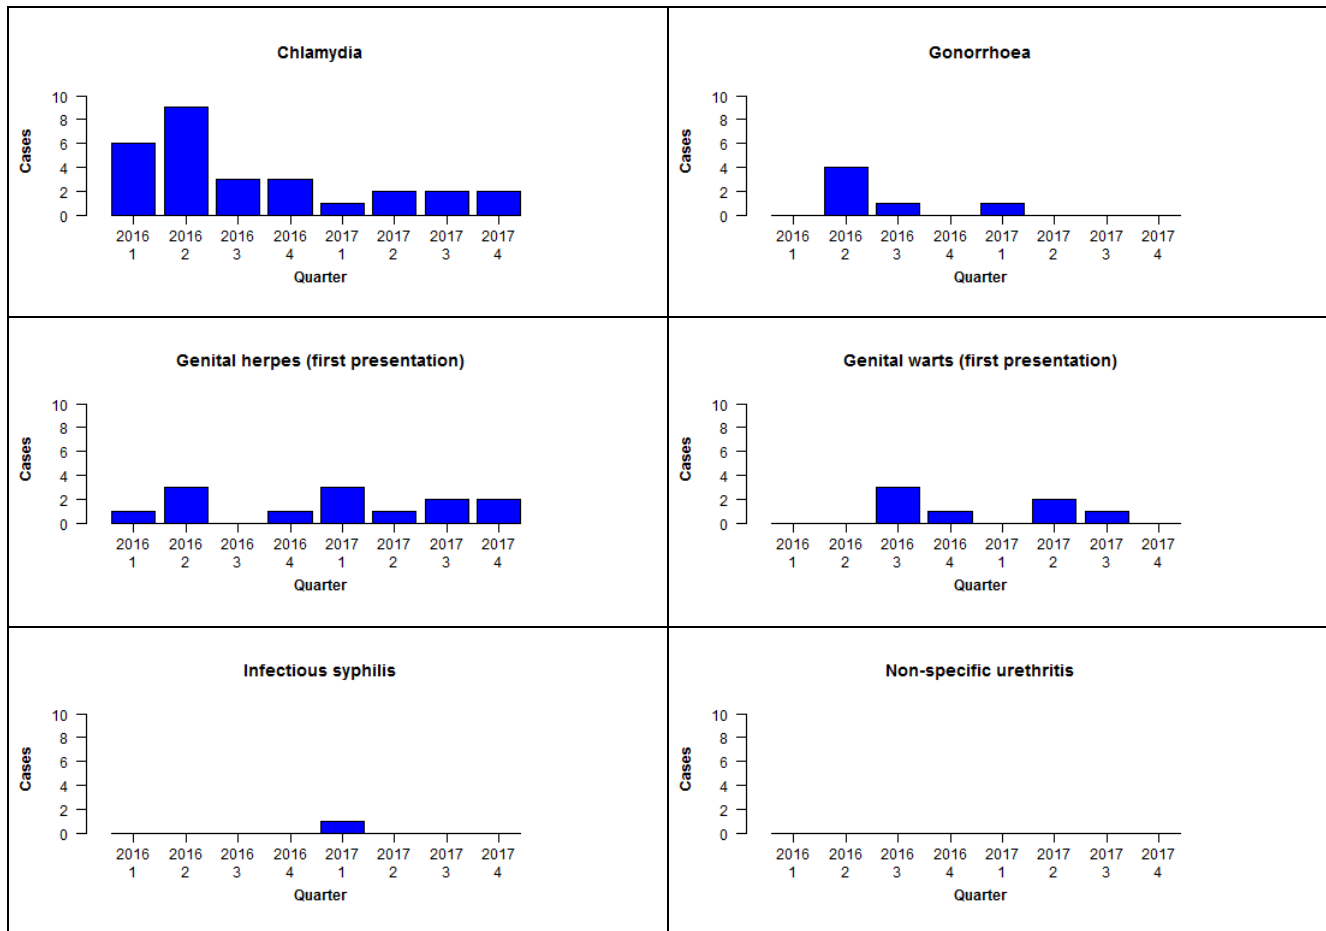 Chlamydia
10
8
6
4
2
0
Cases
2016 2016 2016 2016 2017 2017 2017 2017
1 2 3 4 1 2 3 4
Quarter
Gonorrhoea
10
8
6
4
2
0
Cases
2016 2016 2016 2016 2017 2017 2017 2017
1 2 3 4 1 2 3 4
Quarter
Genital herpes (first presentation)
10
8
6
4
2
0
Cases
2016 2016 2016 2016 2017 2017 2017 2017
1 2 3 4 1 2 3 4
Quarter
Genital warts (first presentation)
10
8
6
4
2
0
Cases
2016 2016 2016 2016 2017 2017 2017 2017
1 2 3 4 1 2 3 4
Quarter
Infectious syphilis
10
8
6
4
2
0
Cases
2016 2016 2016 2016 2017 2017 2017 2017
1 2 3 4 1 2 3 4
Quarter
Non-specific urethritis
10
8
6
4
2
0
Cases
2016 2016 2016 2016 2017 2017 2017 2017
1 2 3 4 1 2 3 4
Quarter